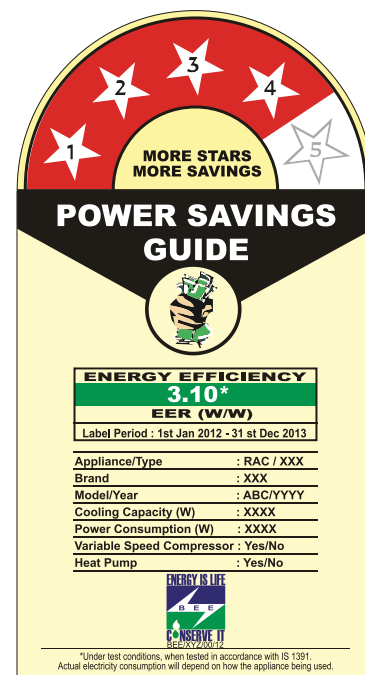 1
2
3
4
5
MORE STARS
MORE SAVINGS
POWER SAVINGS
GUIDE
ENERGY EFFICIENCY
3.10*
EER (W/W)
Label Period : 1st Jan 2012 - 31 st Dec 2013
Appliance/Type : RAC / XXX
Brand : XXX
Model/Year : ABC/YYYY
Cooling Capacity (W) : XXXX
Power Consumption (W) : XXXX
Variable Speed Compressor : Yes/No
Heat Pump : Yes/No
ENERGY IS LIFE
BEE
CONSERVE IT
BEE/XYZ/00/12
*Under test conditions, when tested in accordance with IS 1391.
Actual electricity consumption will depend on how the appliance being used.